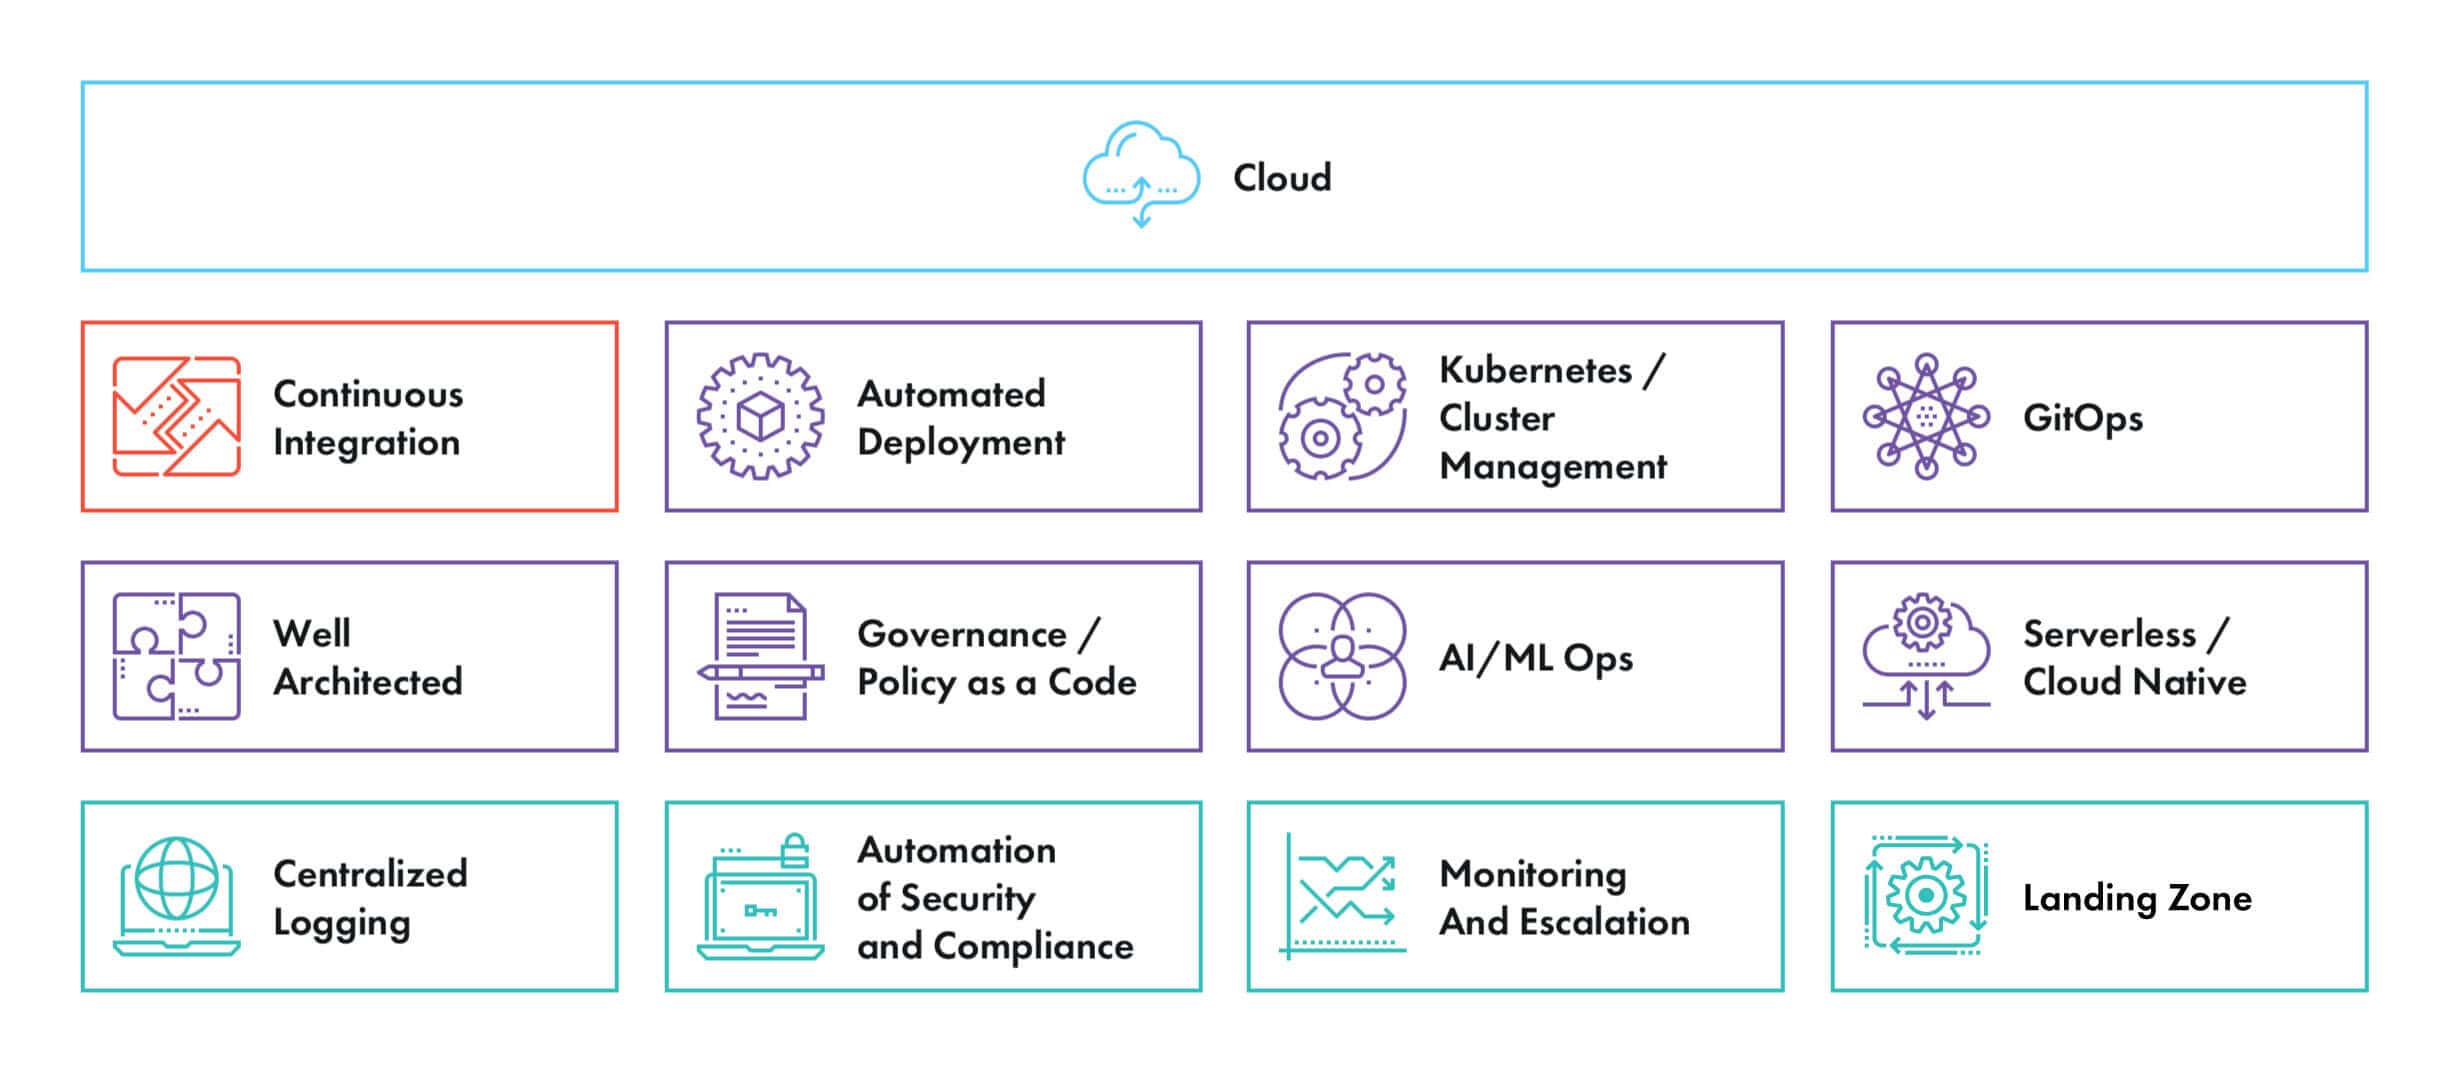 Cloud
Continuous
Integration
Automated
Deployment
Kubernetes /
Cluster
Management
GitOps
Well
Architected
Governance /
Policy as a Code
AI/ML Ops
Serverless /
Cloud Native
Centralized
Logging
Automation
of Security
and Compliance
Monitoring
And Escalation
Landing Zone